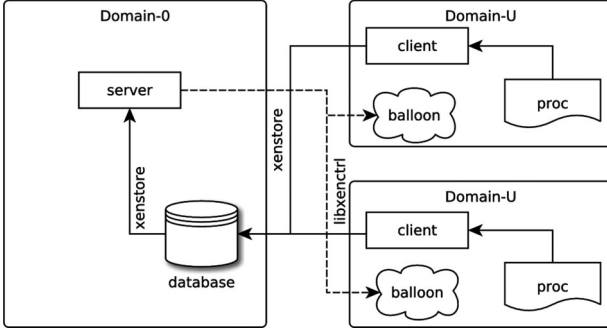 Domain-0
server
xenstore
database
xenstore
libxenctrl
Domain-U
client
balloon
proc
Domain-U
client
balloon
proc